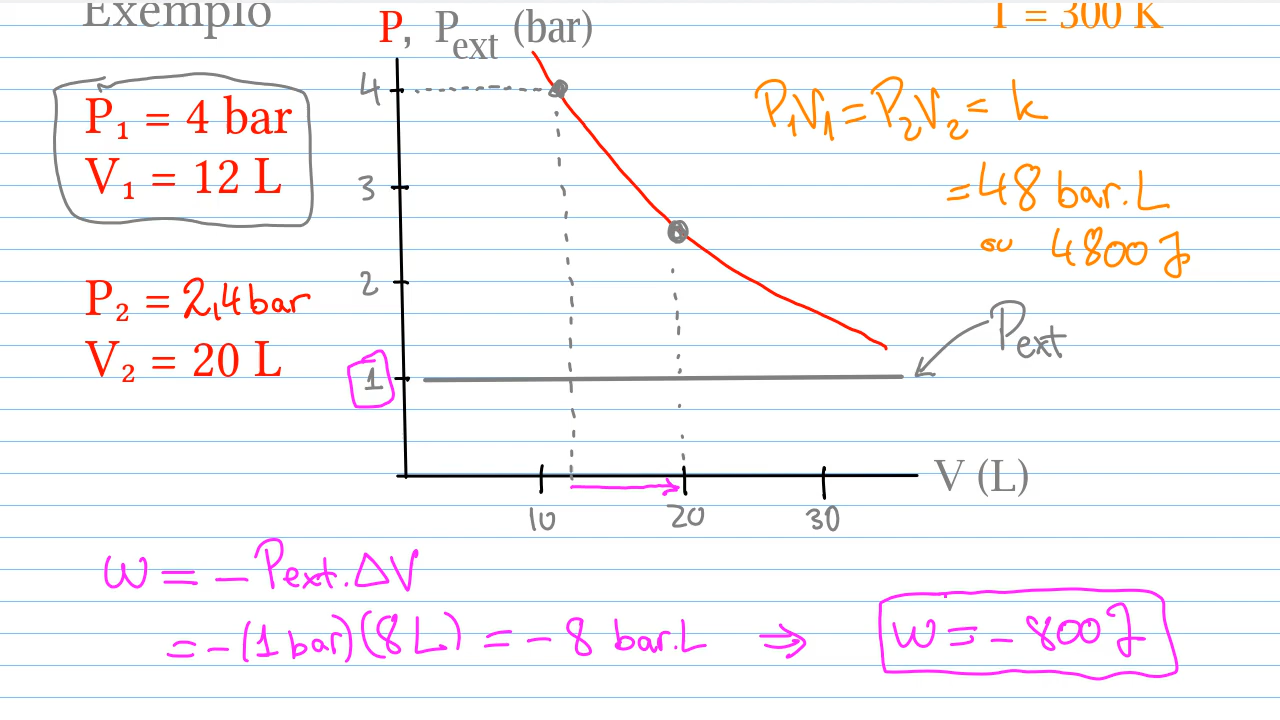 Exemplo
T = 300 K
P, Pext (bar)
P₁ = 4 bar
V₁ = 12 L
P₂ = 2,4 bar
V₂ = 20 L
4
3
2
1
P₁V₁ = P₂V₂ = k
= 48 bar.L
ou 4800 J
Pext
V (L)
10 20 30
w = - Pext. ΔV
= - (1 bar) (8 L) = - 8 bar.L ⇒ w = - 800 J